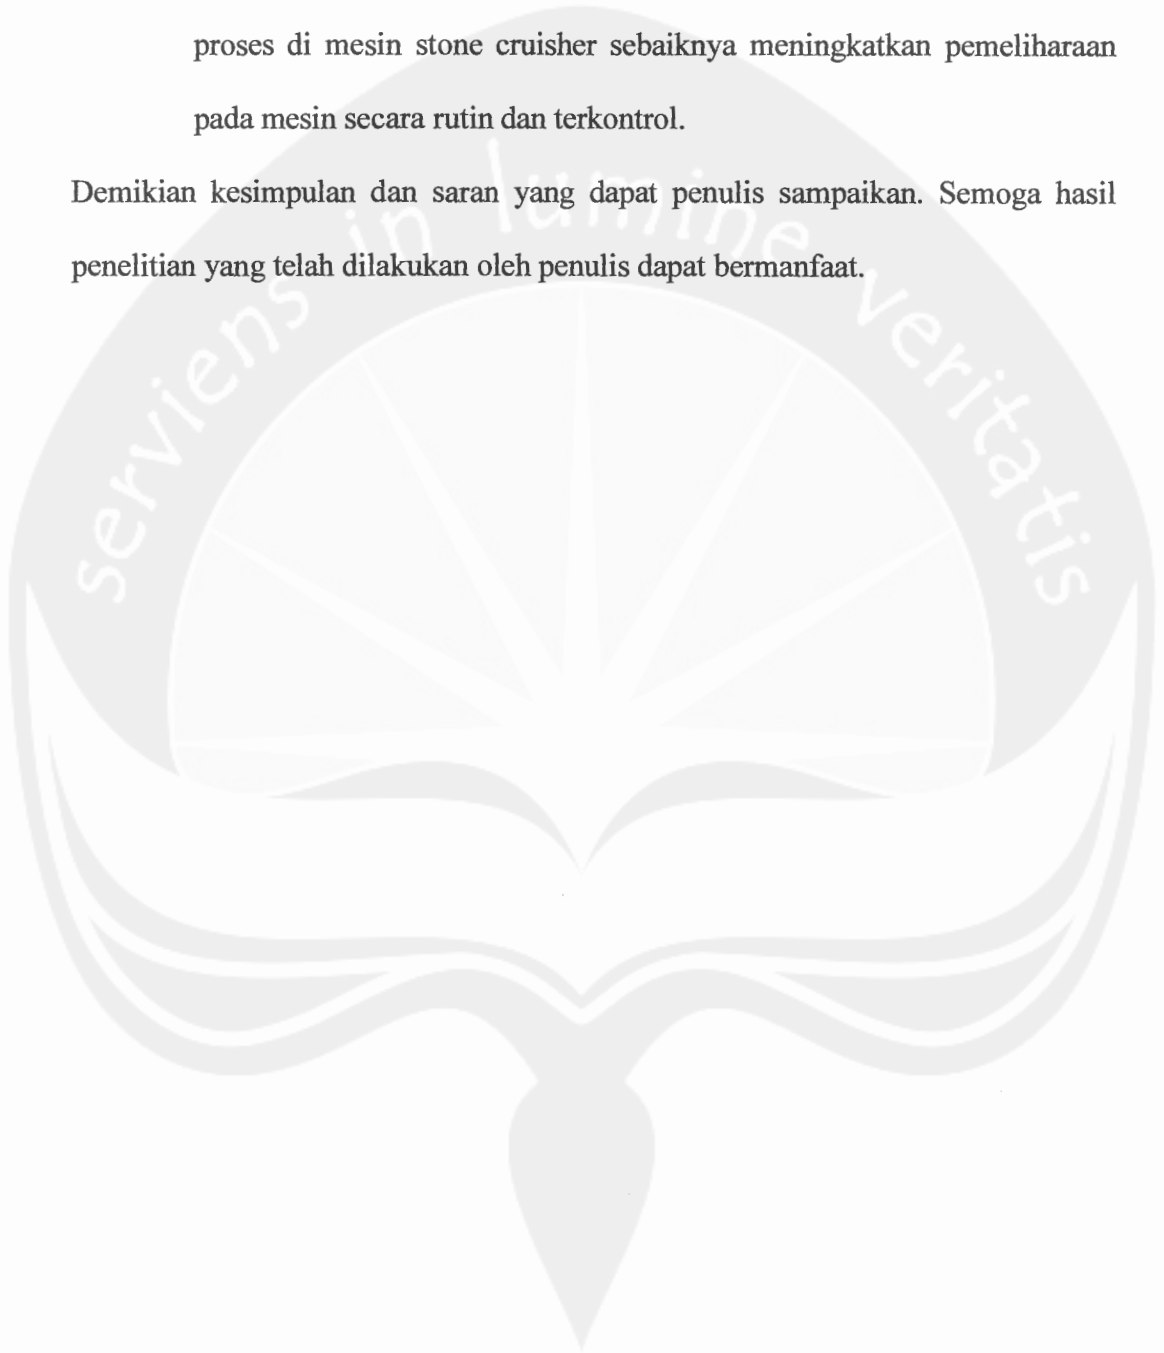 proses di mesin stone cruisher sebaiknya meningkatkan pemeliharaan
pada mesin secara rutin dan terkontrol.
Demikian kesimpulan dan saran yang dapat penulis sampaikan. Semoga hasil
penelitian yang telah dilakukan oleh penulis dapat bermanfaat.
serviens in lumine veritatis